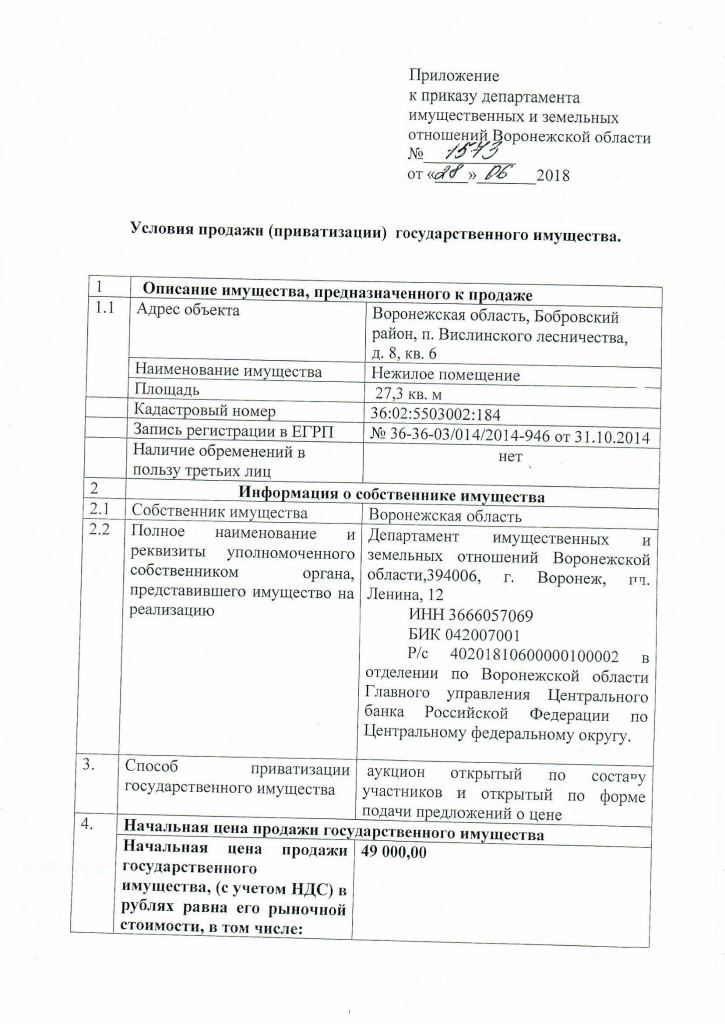 Приложение
к приказу департамента
имущественных и земельных
отношений Воронежской области
№ 1573
от «28» 06 2018
Условия продажи (приватизации) государственного имущества.
1 Описание имущества, предназначенного к продаже
1.1 Адрес объекта
Воронежская область, Бобровский
район, п. Вислинского лесничества,
д. 8, кв. 6
Наименование имущества Нежилое помещение
Площадь 27,3 кв. м
Кадастровый номер 36:02:5503002:184
Запись регистрации в ЕГРП № 36-36-03/014/2014-946 от 31.10.2014
Наличие обременений в
пользу третьих лиц
нет
2 Информация о собственнике имущества
2.1 Собственник имущества Воронежская область
2.2 Полное наименование и
реквизиты уполномоченного
собственником органа,
представившего имущество на
реализацию
Департамент имущественных и
земельных отношений Воронежской
области,394006, г. Воронеж, пл.
Ленина, 12
ИНН 3666057069
БИК 042007001
Р/с 40201810600000100002 в
отделении по Воронежской области
Главного управления Центрального
банка Российской Федерации по
Центральному федеральному округу.
3. Способ приватизации
государственного имущества
аукцион открытый по составу
участников и открытый по форме
подачи предложений о цене
4. Начальная цена продажи государственного имущества
Начальная цена продажи
государственного
имущества, (с учетом НДС) в
рублях равна его рыночной
стоимости, в том числе:
49 000,00